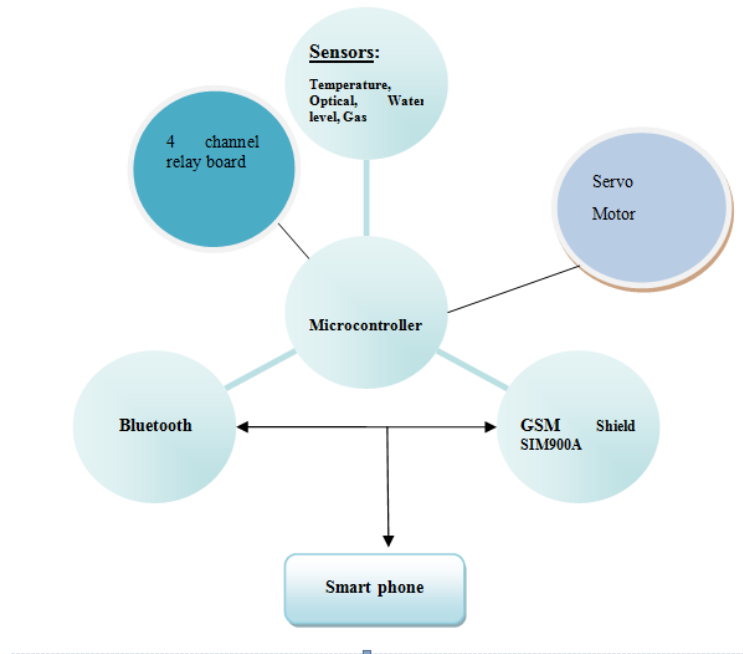 Sensors:
Temperature,
Optical, Water
level, Gas
4 channel
relay board
Servo
Motor
Microcontroller
Bluetooth
GSM Shield
SIM900A
Smart phone